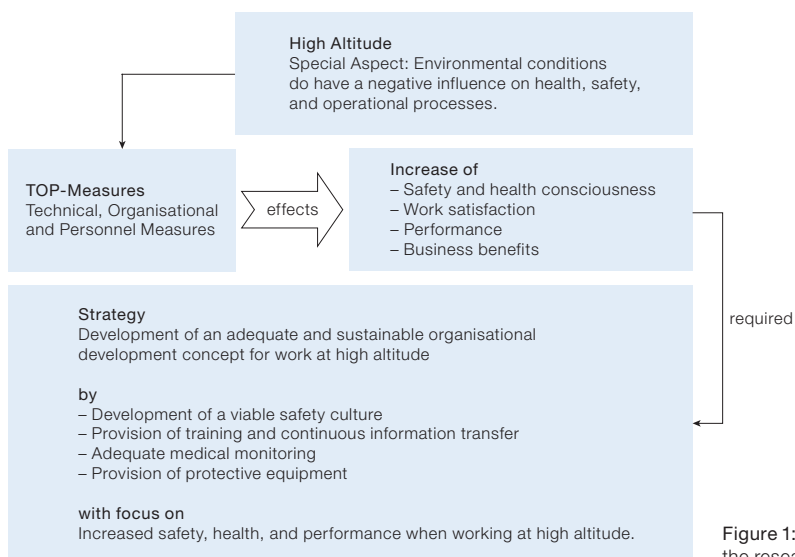 High Altitude
Special Aspect: Environmental conditions
do have a negative influence on health, safety,
and operational processes.
TOP-Measures
Technical, Organisational
and Personnel Measures
effects
Increase of
– Safety and health consciousness
– Work satisfaction
– Performance
– Business benefits
required
Strategy
Development of an adequate and sustainable organisational
development concept for work at high altitude
by
– Development of a viable safety culture
– Provision of training and continuous information transfer
– Adequate medical monitoring
– Provision of protective equipment
with focus on
Increased safety, health, and performance when working at high altitude.
Figure 1: